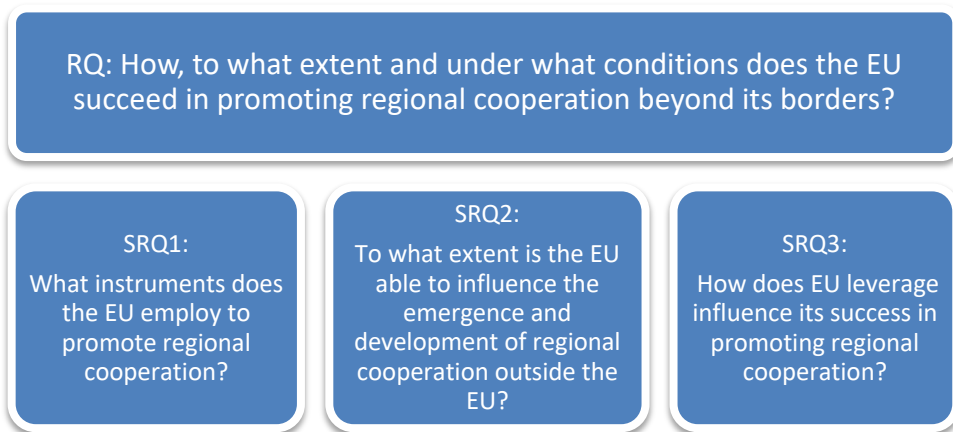 RQ: How, to what extent and under what conditions does the EU
succeed in promoting regional cooperation beyond its borders?
SRQ1:
What instruments does
the EU employ to
promote regional
cooperation?
SRQ2:
To what extent is the EU
able to influence the
emergence and
development of regional
cooperation outside the
EU?
SRQ3:
How does EU leverage
influence its success in
promoting regional
cooperation?